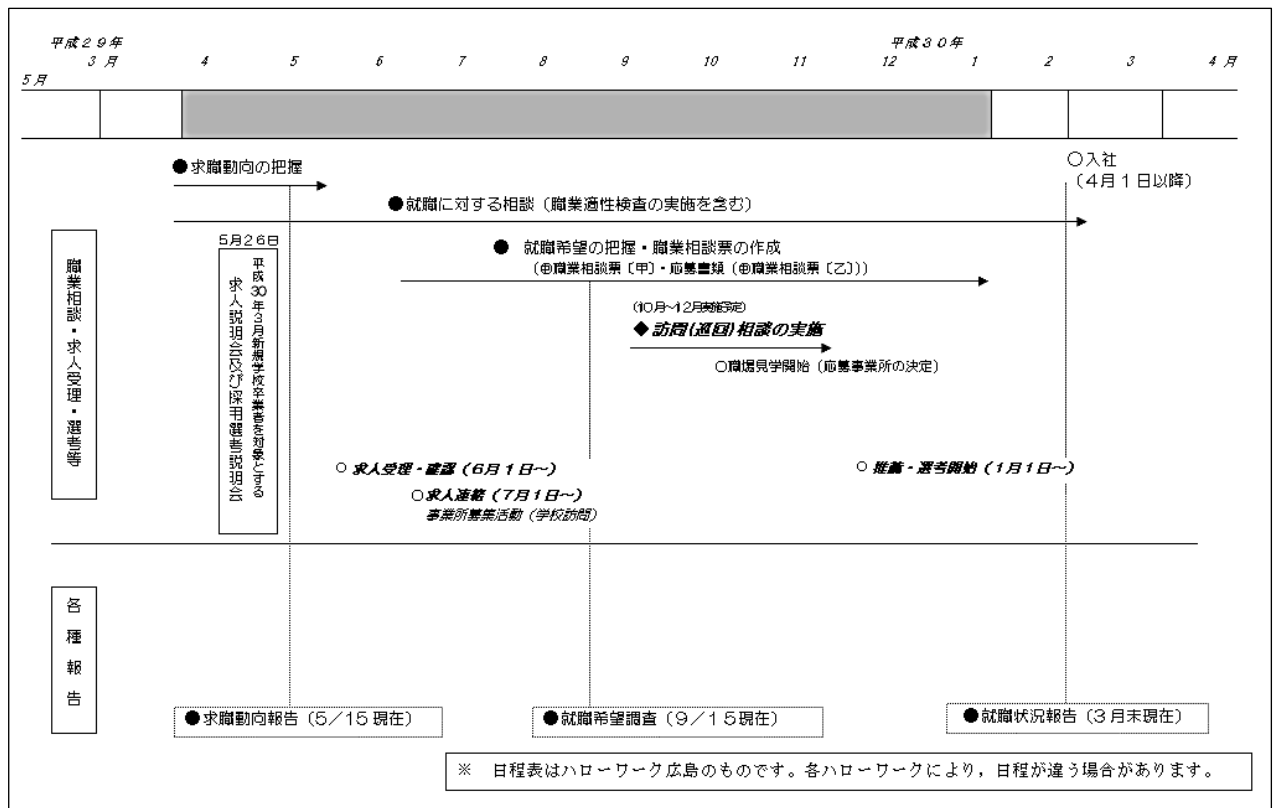 平成29年
平成30年
3月 4 5 6 7 8 9 10 11 12 1 2 3 4月
5月
●求職動向の把握
○入社
(4月1日以降)
●就職に対する相談(職業適性検査の実施を含む)
5月26日
平成30年3月新規学校卒業者を対象とする
求人説明会及び採用選考説明会
職業相談・求人受理・選考等
● 就職希望の把握・職業相談票の作成
(㊥職業相談票〔甲〕・応募書類(㊥職業相談票〔乙〕))
(10月~12月実施予定)
◆訪問(巡回)相談の実施
○職場見学開始(応募事業所の決定)
○求人受理・確認(6月1日~)
○推薦・選考開始(1月1日~)
○求人連絡(7月1日~)
事業所募集活動(学校訪問)
各種報告
●求職動向報告(5/15現在)
●就職希望調査(9/15現在)
●就職状況報告(3月末現在)
※ 日程表はハローワーク広島のものです。各ハローワークにより,日程が違う場合があります。